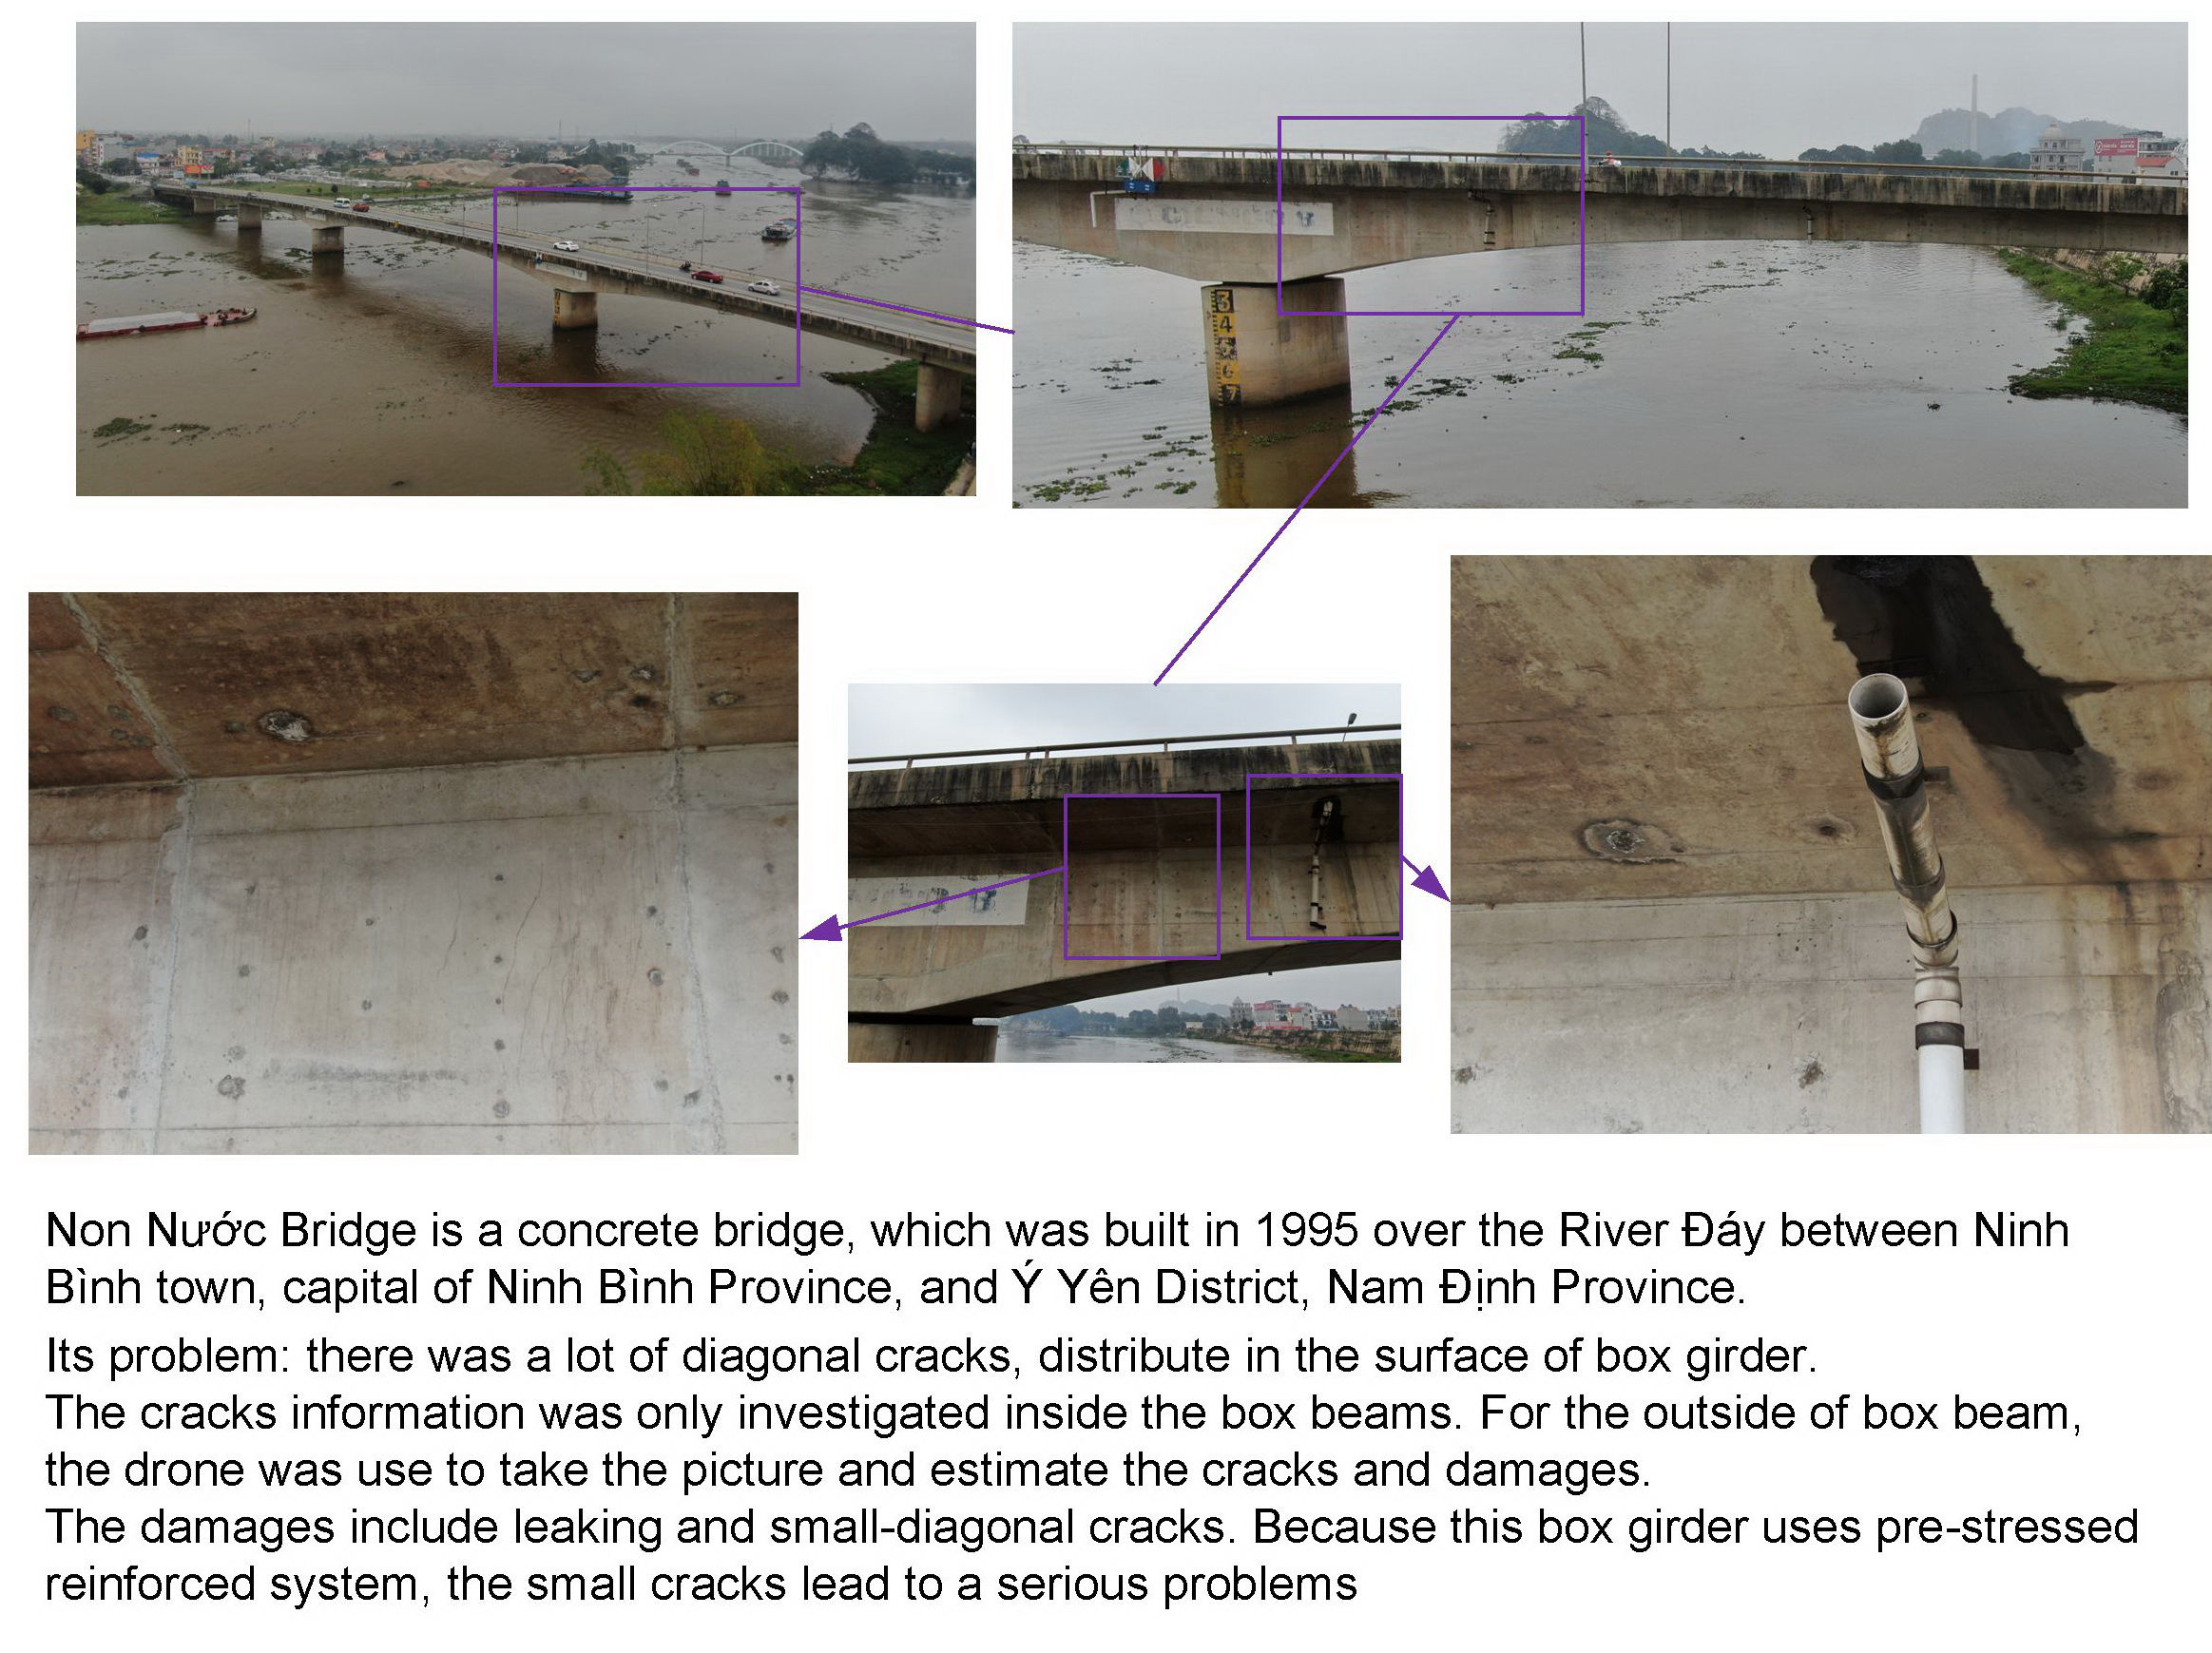 3
4
5
6
7
Non Nước Bridge is a concrete bridge, which was built in 1995 over the River Đáy between Ninh
Bình town, capital of Ninh Bình Province, and Ý Yên District, Nam Định Province.
Its problem: there was a lot of diagonal cracks, distribute in the surface of box girder.
The cracks information was only investigated inside the box beams. For the outside of box beam,
the drone was use to take the picture and estimate the cracks and damages.
The damages include leaking and small-diagonal cracks. Because this box girder uses pre-stressed
reinforced system, the small cracks lead to a serious problems